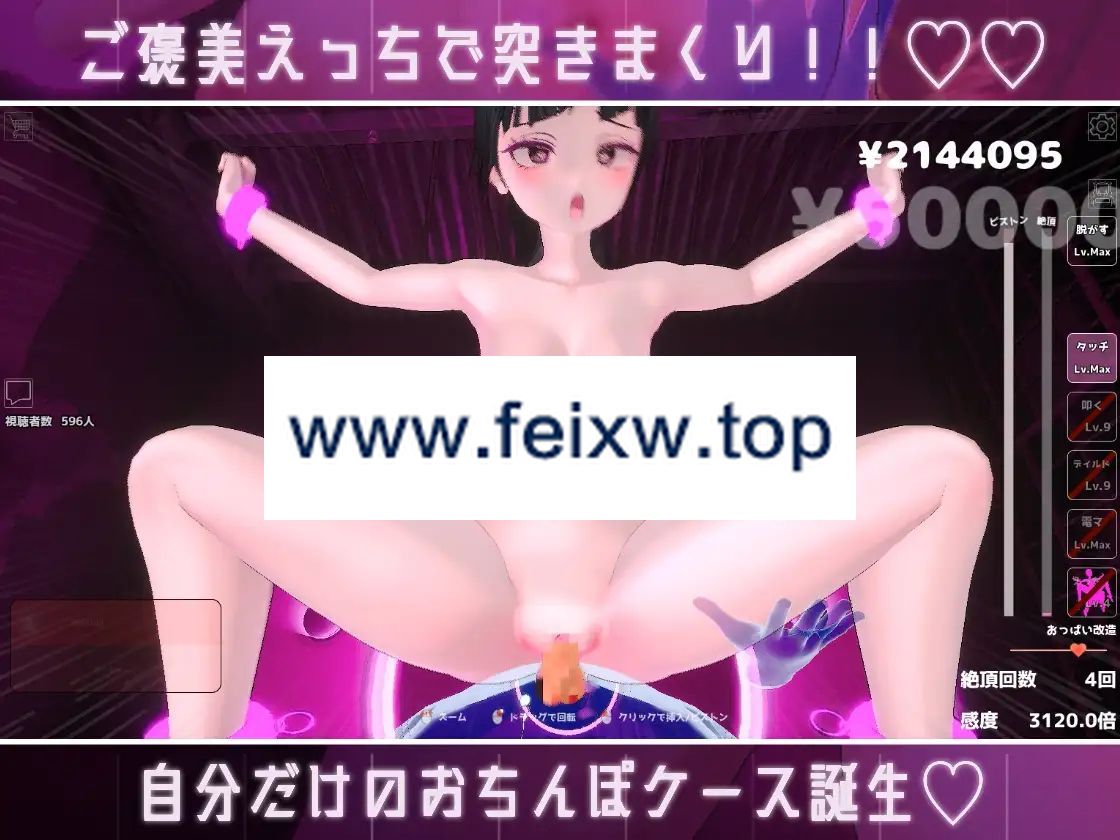 ご褒美えっちで突きまくり！！♡♡
¥2144095
ピストン 絶頂
脱がす
Lv.Max
タッチ
Lv.Max
視聴者数 596人
叩く
Lv.9
www.feixw.top
ディルド
Lv.9
電マ
Lv.Max
おっぱい改造
絶頂回数 4回
ズーム ドラッグで回転 クリックで挿入/ピストン
感度 3120.0倍
自分だけのおちんぽケース誕生♡